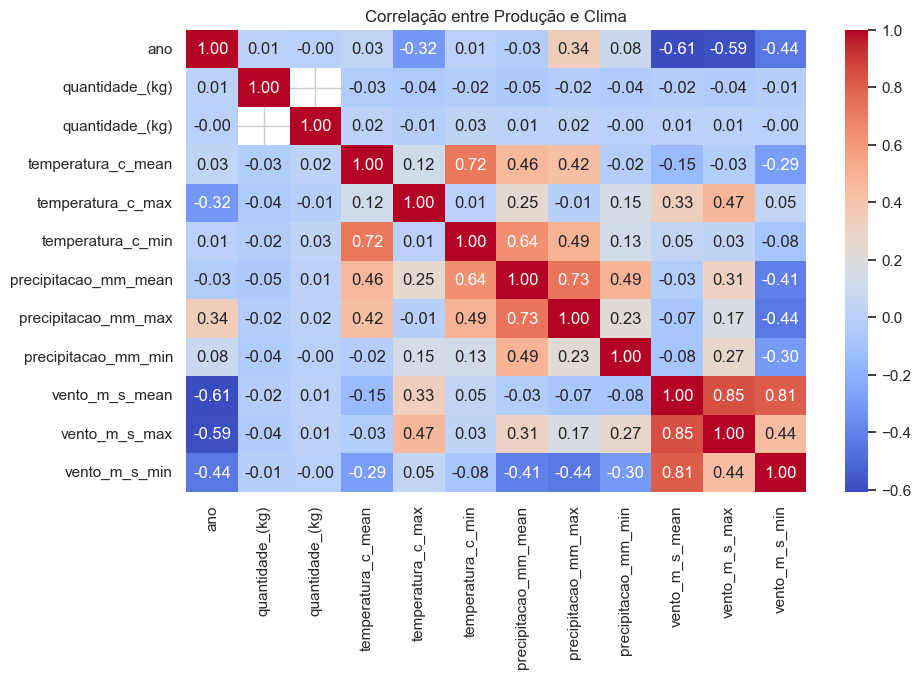 Correlação entre Produção e Clima
ano 1.00 0.01 -0.00 0.03 -0.32 0.01 -0.03 0.34 0.08 -0.61 -0.59 -0.44
quantidade_(kg) 0.01 1.00 -0.03 -0.04 -0.02 -0.05 -0.02 -0.04 -0.02 -0.04 -0.01
quantidade_(kg) -0.00 1.00 0.02 -0.01 0.03 0.01 0.02 -0.00 0.01 0.01 -0.00
temperatura_c_mean 0.03 -0.03 0.02 1.00 0.12 0.72 0.46 0.42 -0.02 -0.15 -0.03 -0.29
temperatura_c_max -0.32 -0.04 -0.01 0.12 1.00 0.01 0.25 -0.01 0.15 0.33 0.47 0.05
temperatura_c_min 0.01 -0.02 0.03 0.72 0.01 1.00 0.64 0.49 0.13 0.05 0.03 -0.08
precipitacao_mm_mean -0.03 -0.05 0.01 0.46 0.25 0.64 1.00 0.73 0.49 -0.03 0.31 -0.41
precipitacao_mm_max 0.34 -0.02 0.02 0.42 -0.01 0.49 0.73 1.00 0.23 -0.07 0.17 -0.44
precipitacao_mm_min 0.08 -0.04 -0.00 -0.02 0.15 0.13 0.49 0.23 1.00 -0.08 0.27 -0.30
vento_m_s_mean -0.61 -0.02 0.01 -0.15 0.33 0.05 -0.03 -0.07 -0.08 1.00 0.85 0.81
vento_m_s_max -0.59 -0.04 0.01 -0.03 0.47 0.03 0.31 0.17 0.27 0.85 1.00 0.44
vento_m_s_min -0.44 -0.01 -0.00 -0.29 0.05 -0.08 -0.41 -0.44 -0.30 0.81 0.44 1.00
ano
quantidade_(kg)
quantidade_(kg)
temperatura_c_mean
temperatura_c_max
temperatura_c_min
precipitacao_mm_mean
precipitacao_mm_max
precipitacao_mm_min
vento_m_s_mean
vento_m_s_max
vento_m_s_min
1.0
0.8
0.6
0.4
0.2
0.0
−0.2
−0.4
−0.6